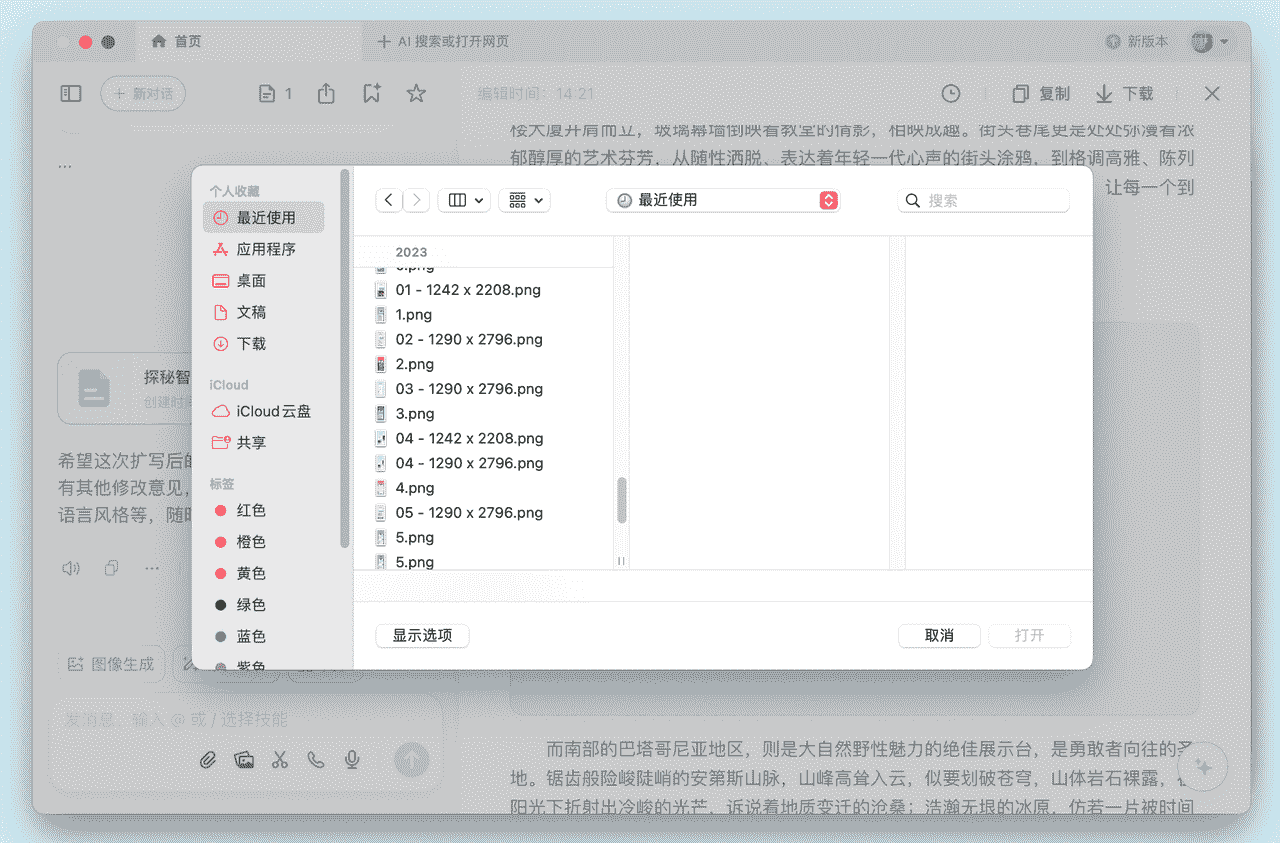 首页
AI 搜索或打开网页
新版本
新对话
1
编辑时间: 14:21
复制
下载
楼大厦并肩而立，玻璃幕墙倒映着教堂的倩影，相映成趣。街头巷尾更是处处弥漫着浓
郁醇厚的艺术芬芳，从随性洒脱、表达着年轻一代心声的街头涂鸦，到格调高雅、陈列
让每一个到
...
探秘智
创建时间
希望这次扩写后的
有其他修改意见，
语言风格等，随时
图像生成
发消息、输入 @ 或 / 选择技能
个人收藏
最近使用
应用程序
桌面
文稿
下载
iCloud
iCloud云盘
共享
标签
红色
橙色
黄色
绿色
蓝色
紫色
最近使用
搜索
2023
01 - 1242 x 2208.png
1.png
02 - 1290 x 2796.png
2.png
03 - 1290 x 2796.png
3.png
04 - 1242 x 2208.png
04 - 1290 x 2796.png
4.png
05 - 1290 x 2796.png
5.png
5.png
显示选项
取消
打开
而南部的巴塔哥尼亚地区，则是大自然野性魅力的绝佳展示台，是勇敢者向往的圣
地。锯齿般险峻陡峭的安第斯山脉，山峰高耸入云，似要划破苍穹，山体岩石裸露，在
阳光下折射出冷峻的光芒，诉说着地质变迁的沧桑；浩瀚无垠的冰原，仿若一片被时间